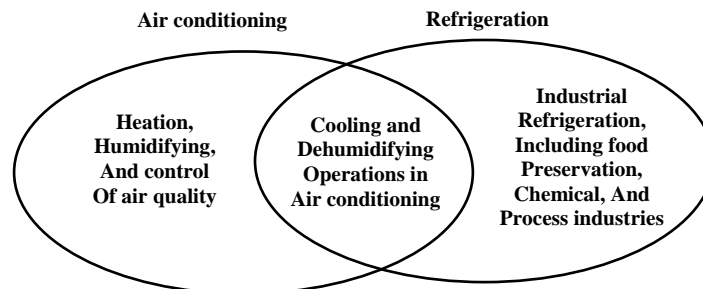 Air conditioning
Refrigeration
Heation,
Humidifying,
And control
Of air quality
Cooling and
Dehumidifying
Operations in
Air conditioning
Industrial
Refrigeration,
Including food
Preservation,
Chemical, And
Process industries